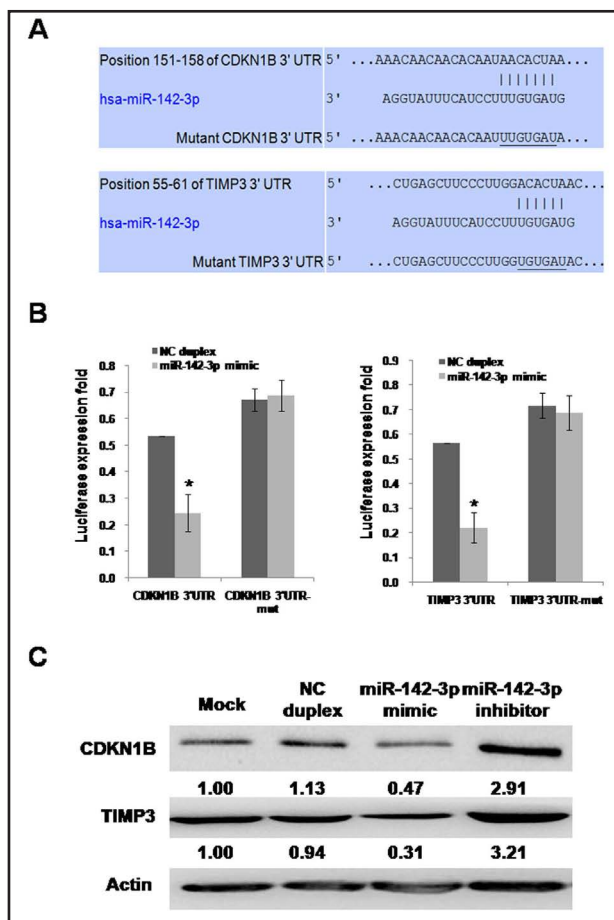 A
Position 151-158 of CDKN1B 3' UTR 5' ...AAACAACAACACAAUAACACUAA...
hsa-miR-142-3p 3' AGGUAUUUCAUCCUUUGUGAUG
Mutant CDKN1B 3' UTR 5' ...AAACAACAACACAAUUUGUGAUA...
Position 55-61 of TIMP3 3' UTR 5' ...CUGAGCUUCCCUUGGACACUAAC...
hsa-miR-142-3p 3' AGGUAUUUCAUCCUUUGUGAUG
Mutant TIMP3 3' UTR 5' ...CUGAGCUUCCCUUGGUGUGAUAC...
B
NC duplex
miR-142-3p mimic
Luciferase expression fold
0.8
0.7
0.6
0.5
0.4
0.3
0.2
0.1
0.0
*
CDKN1B 3'UTR CDKN1B 3'UTR-
mut
NC duplex
miR-142-3p mimic
Luciferase expression fold
0.9
0.8
0.7
0.6
0.5
0.4
0.3
0.2
0.1
0.0
*
TIMP3 3'UTR TIMP3 3'UTR-mut
C
Mock NC duplex miR-142-3p mimic miR-142-3p inhibitor
CDKN1B
1.00 1.13 0.47 2.91
TIMP3
1.00 0.94 0.31 3.21
Actin